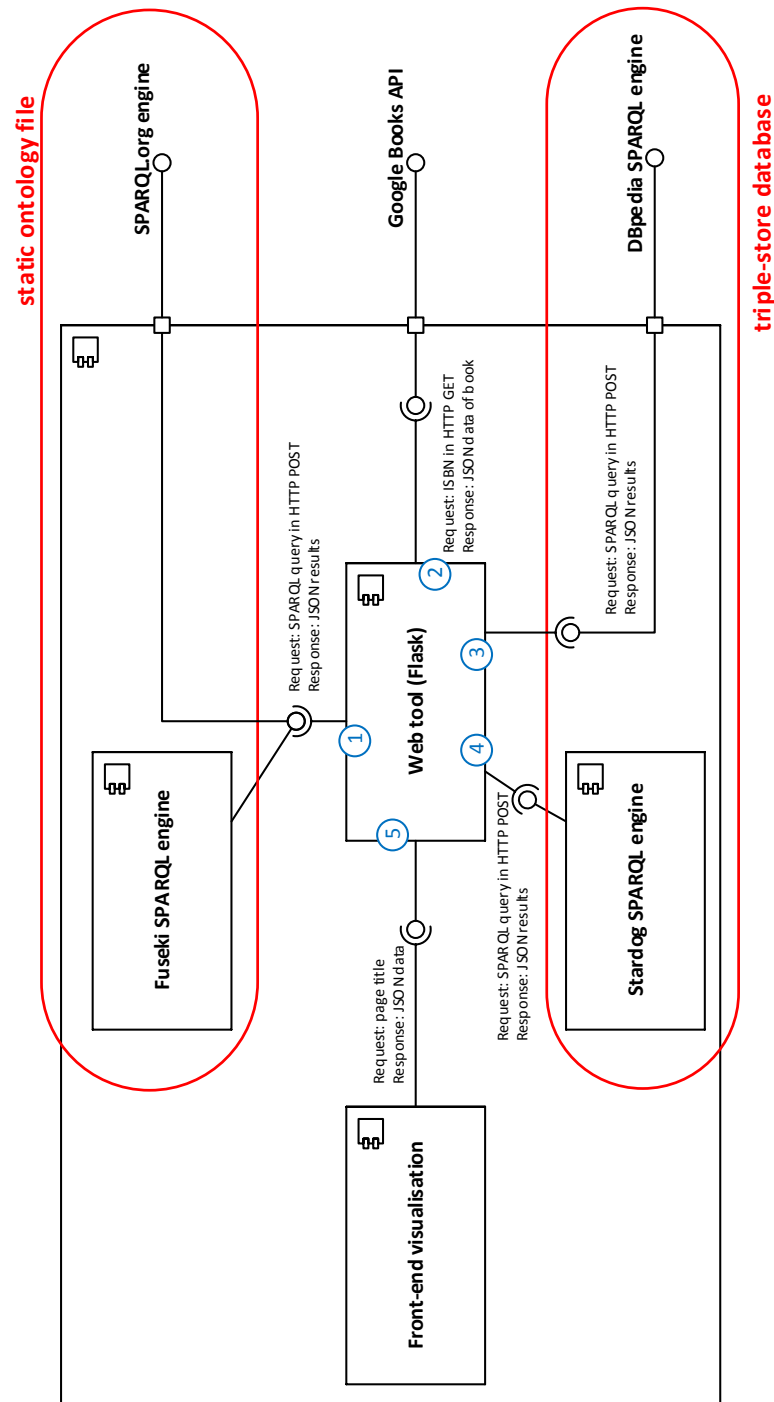 static ontology file
SPARQL.org engine
Fuseki SPARQL engine
Request: SPARQL query in HTTP POST
Response: JSON results
1
Google Books API
Request: ISBN in HTTP GET
Response: JSON data of book
2
Web tool (Flask)
5
Request: page title
Response: JSON data
Front-end visualisation
3
4
Request: SPARQL query in HTTP POST
Response: JSON results
Request: SPARQL query in HTTP POST
Response: JSON results
DBpedia SPARQL engine
Stardog SPARQL engine
triple-store database